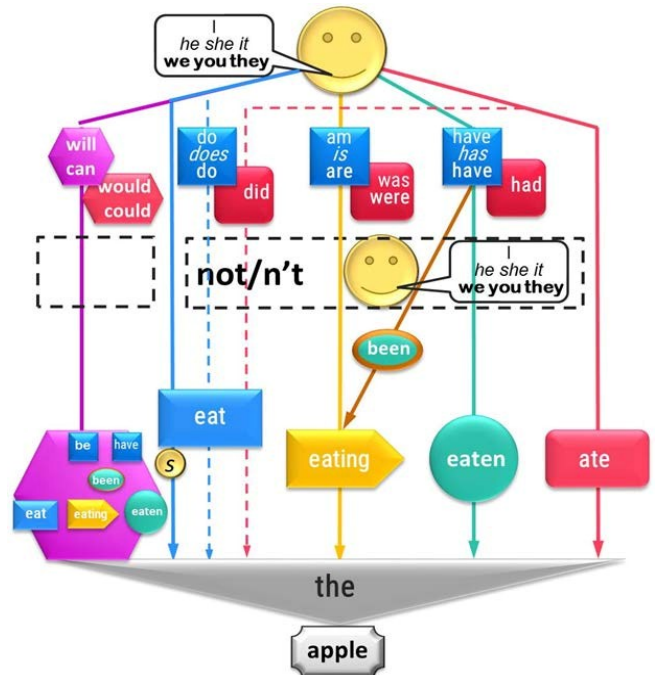 I
he she it
we you they
will
can
would
could
do
does
do
did
am
is
are
was
were
have
has
have
had
not/n't
I
he she it
we you they
been
eat
s
eating
eaten
ate
be
have
been
eat
eating
eaten
the
apple